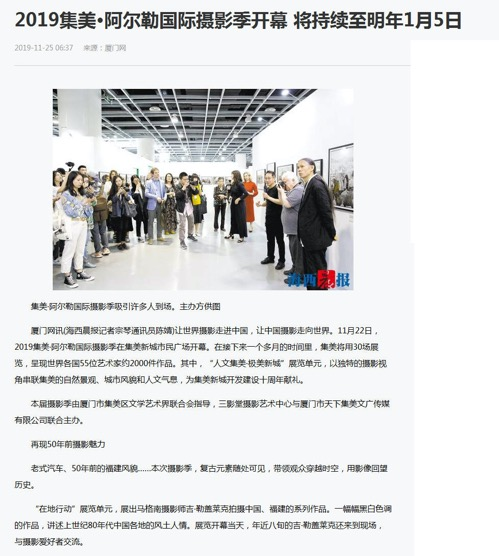 2019集美•阿尔勒国际摄影季开幕 将持续至明年1月5日
2019-11-25 06:37 来源：厦门网
海西晨报
集美·阿尔勒国际摄影季吸引许多人到场。主办方供图
厦门网讯(海西晨报记者宗琴通讯员陈婧)让世界摄影走进中国，让中国摄影走向世界。11月22日，
2019集美·阿尔勒国际摄影季在集美新城市民广场开幕。在接下来一个多月的时间里，集美将用30场展
览，呈现世界各国55位艺术家约2000件作品。其中，“人文集美·极美新城”展览单元，以独特的摄影视
角串联集美的自然景观、城市风貌和人文气息，为集美新城开发建设十周年献礼。
本届摄影季由厦门市集美区文学艺术界联合会指导，三影堂摄影艺术中心与厦门市天下集美文广传媒
有限公司联合主办。
再现50年前摄影魅力
老式汽车、50年前的福建风貌……本次摄影季，复古元素随处可见，带领观众穿越时空，用影像回望
历史。
“在地行动”展览单元，展出马格南摄影师吉·勒盖莱克拍摄中国、福建的系列作品。一幅幅黑白色调
的作品，讲述上世纪80年代中国各地的风土人情。展览开幕当天，年近八旬的吉·勒盖莱克还来到现场，
与摄影爱好者交流。